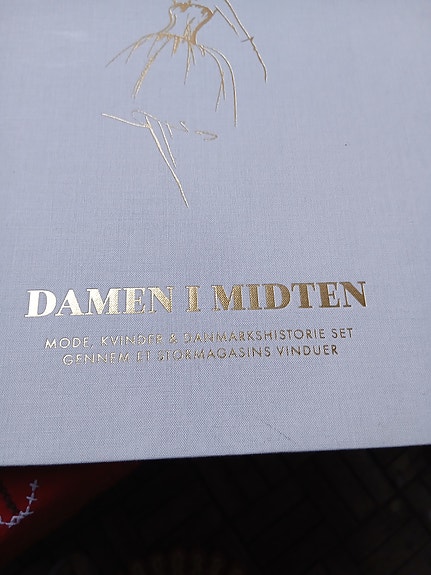 DAMEN I MIDTEN
MODE, KVINDER & DANMARKSHISTORIE SET
GENNEM ET STORMAGASINS VINDUER